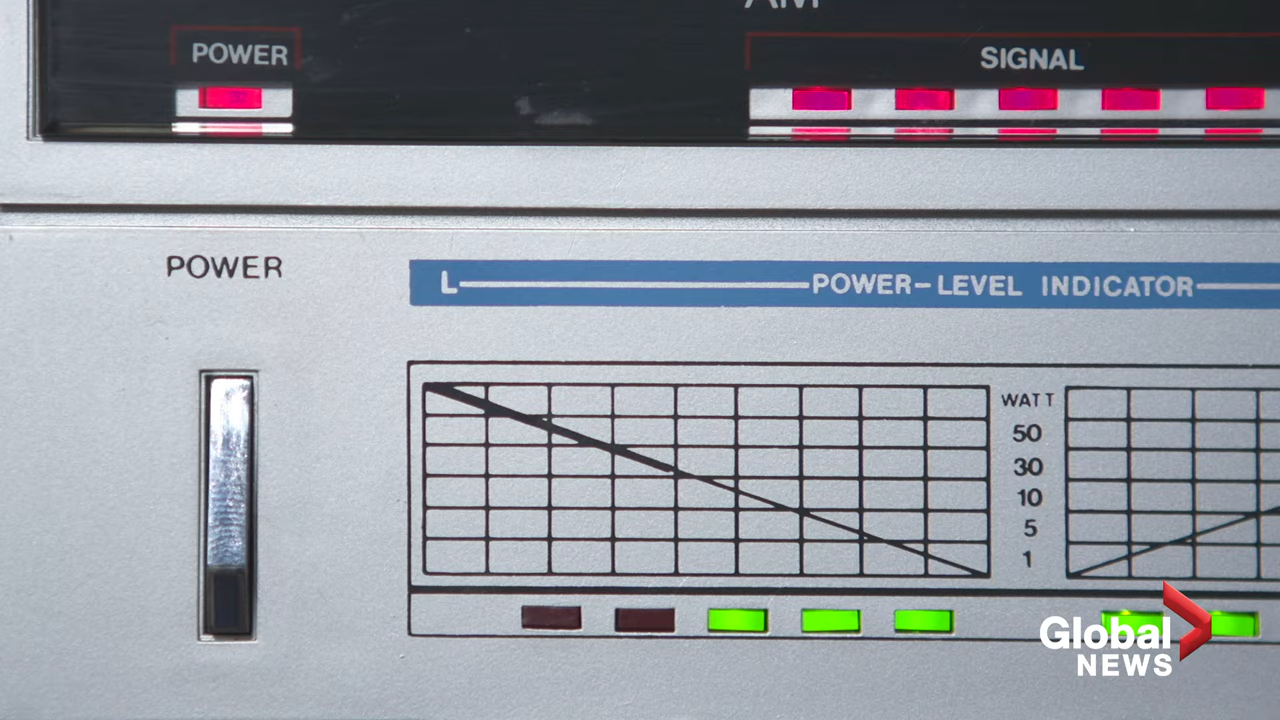 AM
POWER
SIGNAL
POWER
L
POWER-LEVEL INDICATOR
WATT
50
30
10
5
1
Global
NEWS